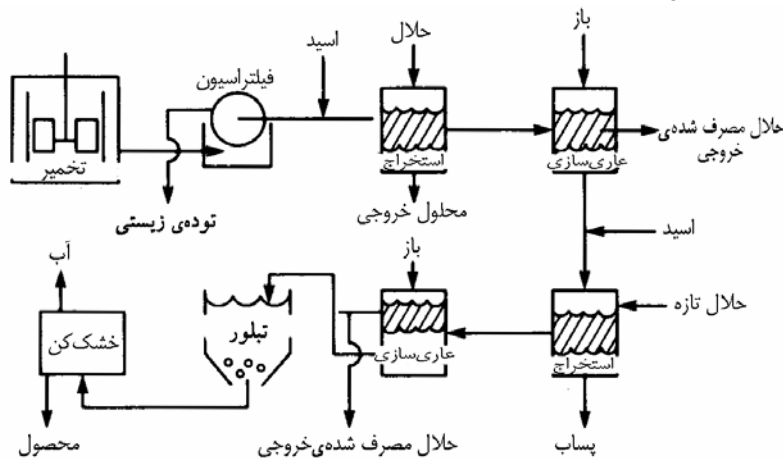 باز
حلال
اسید
فیلتراسیون
تخمیر
استخراج
عاری‌سازی
حلال مصرف شده‌ی
خروجی
توده‌ی زیستی
محلول خروجی
اسید
باز
آب
حلال تازه
خشک‌کن
تبلور
عاری‌سازی
استخراج
محصول
حلال مصرف شده‌ی خروجی
پساب